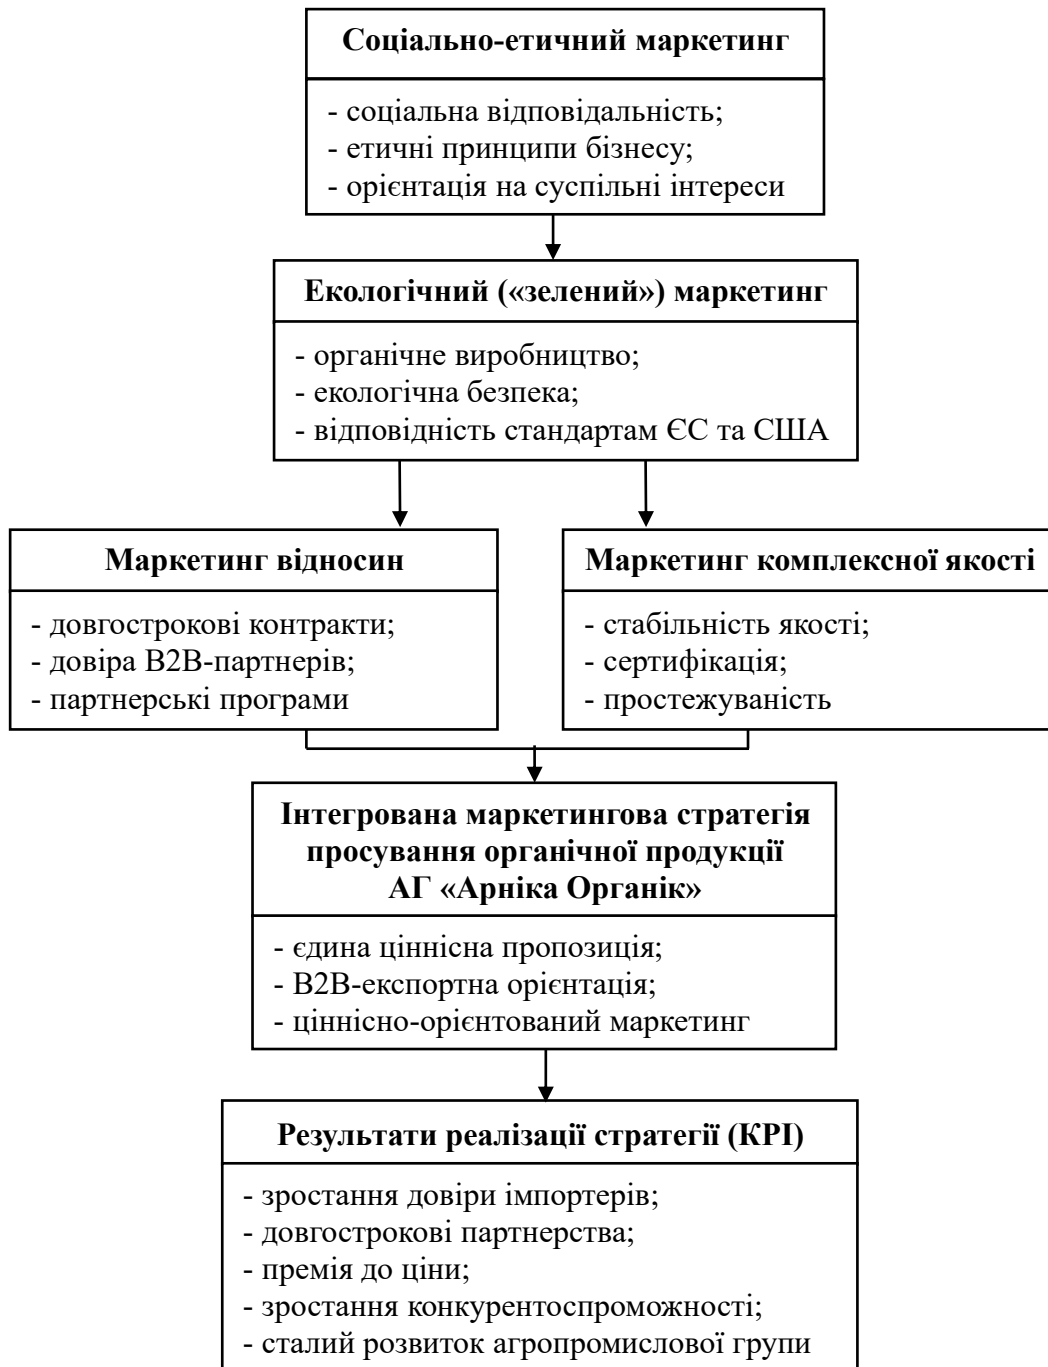 Соціально-етичний маркетинг
- соціальна відповідальність;
- етичні принципи бізнесу;
- орієнтація на суспільні інтереси
Екологічний («зелений») маркетинг
- органічне виробництво;
- екологічна безпека;
- відповідність стандартам ЄС та США
Маркетинг відносин
- довгострокові контракти;
- довіра B2B-партнерів;
- партнерські програми
Маркетинг комплексної якості
- стабільність якості;
- сертифікація;
- простежуваність
Інтегрована маркетингова стратегія
просування органічної продукції
АГ «Арніка Органік»
- єдина ціннісна пропозиція;
- B2B-експортна орієнтація;
- ціннісно-орієнтований маркетинг
Результати реалізації стратегії (KPI)
- зростання довіри імпортерів;
- довгострокові партнерства;
- премія до ціни;
- зростання конкурентоспроможності;
- сталий розвиток агропромислової групи